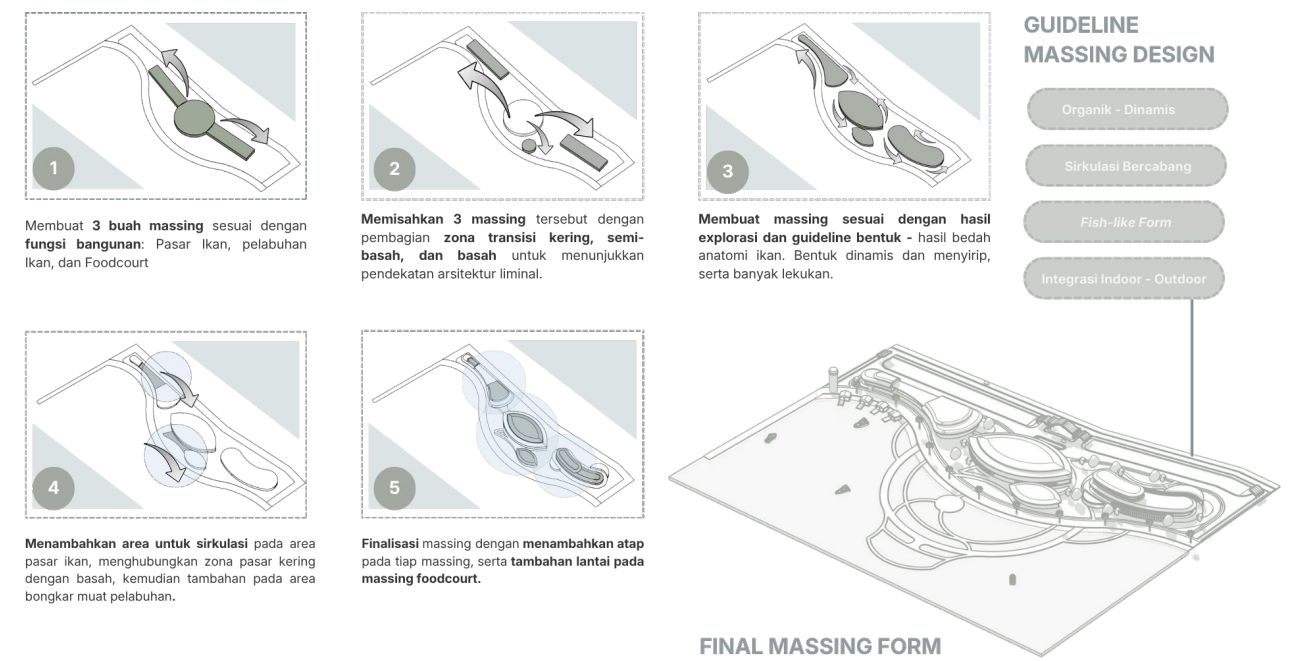 1
Membuat 3 buah massing sesuai dengan
fungsi bangunan: Pasar Ikan, pelabuhan
Ikan, dan Foodcourt
2
Memisahkan 3 massing tersebut dengan
pembagian zona transisi kering, semi-
basah, dan basah untuk menunjukkan
pendekatan arsitektur liminal.
3
Membuat massing sesuai dengan hasil
explorasi dan guideline bentuk - hasil bedah
anatomi ikan. Bentuk dinamis dan menyirip,
serta banyak lekukan.
GUIDELINE
MASSING DESIGN
Organik - Dinamis
Sirkulasi Bercabang
Fish-like Form
Integrasi Indoor - Outdoor
4
Menambahkan area untuk sirkulasi pada area
pasar ikan, menghubungkan zona pasar kering
dengan basah, kemudian tambahan pada area
bongkar muat pelabuhan.
5
Finalisasi massing dengan menambahkan atap
pada tiap massing, serta tambahan lantai pada
massing foodcourt.
FINAL MASSING FORM